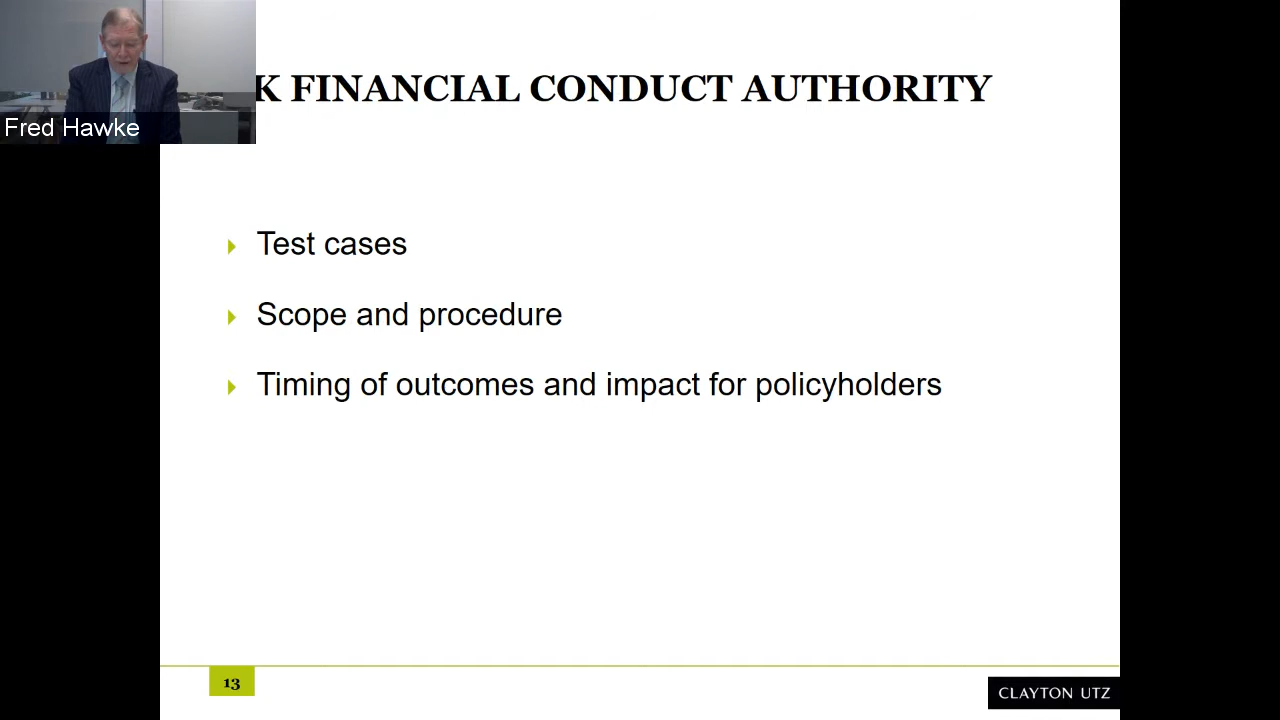 K FINANCIAL CONDUCT AUTHORITY
Fred Hawke
Test cases
Scope and procedure
Timing of outcomes and impact for policyholders
13
CLAYTON UTZ